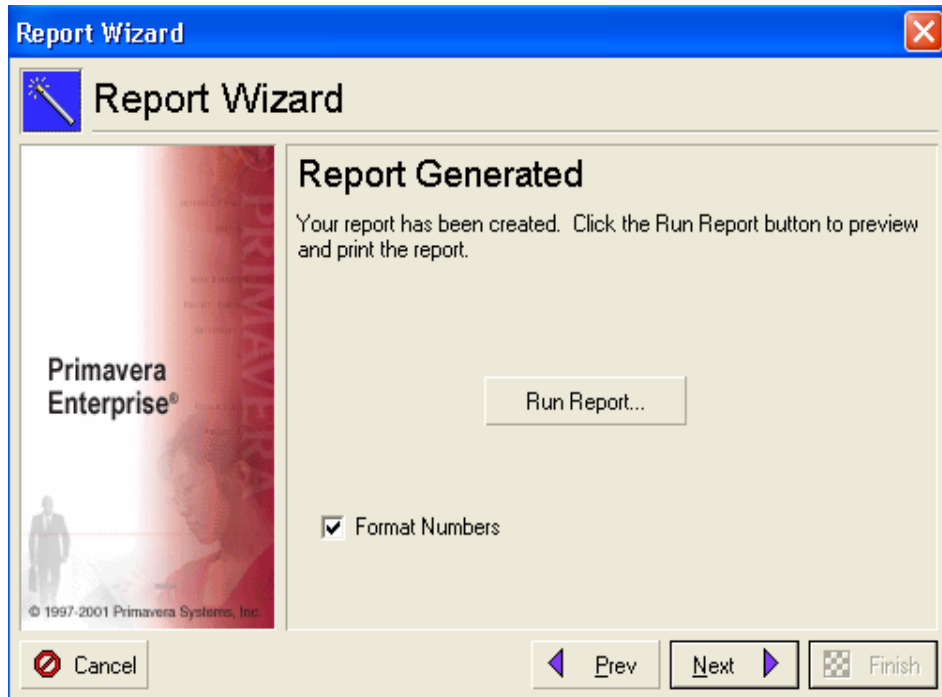 Report Wizard
Report Wizard
Report Generated
Your report has been created.  Click the Run Report button to preview
and print the report.
PRIMAVERA
Primavera
Enterprise®
Run Report...
Format Numbers
© 1997-2001 Primavera Systems, Inc.
Cancel
Prev
Next
Finish